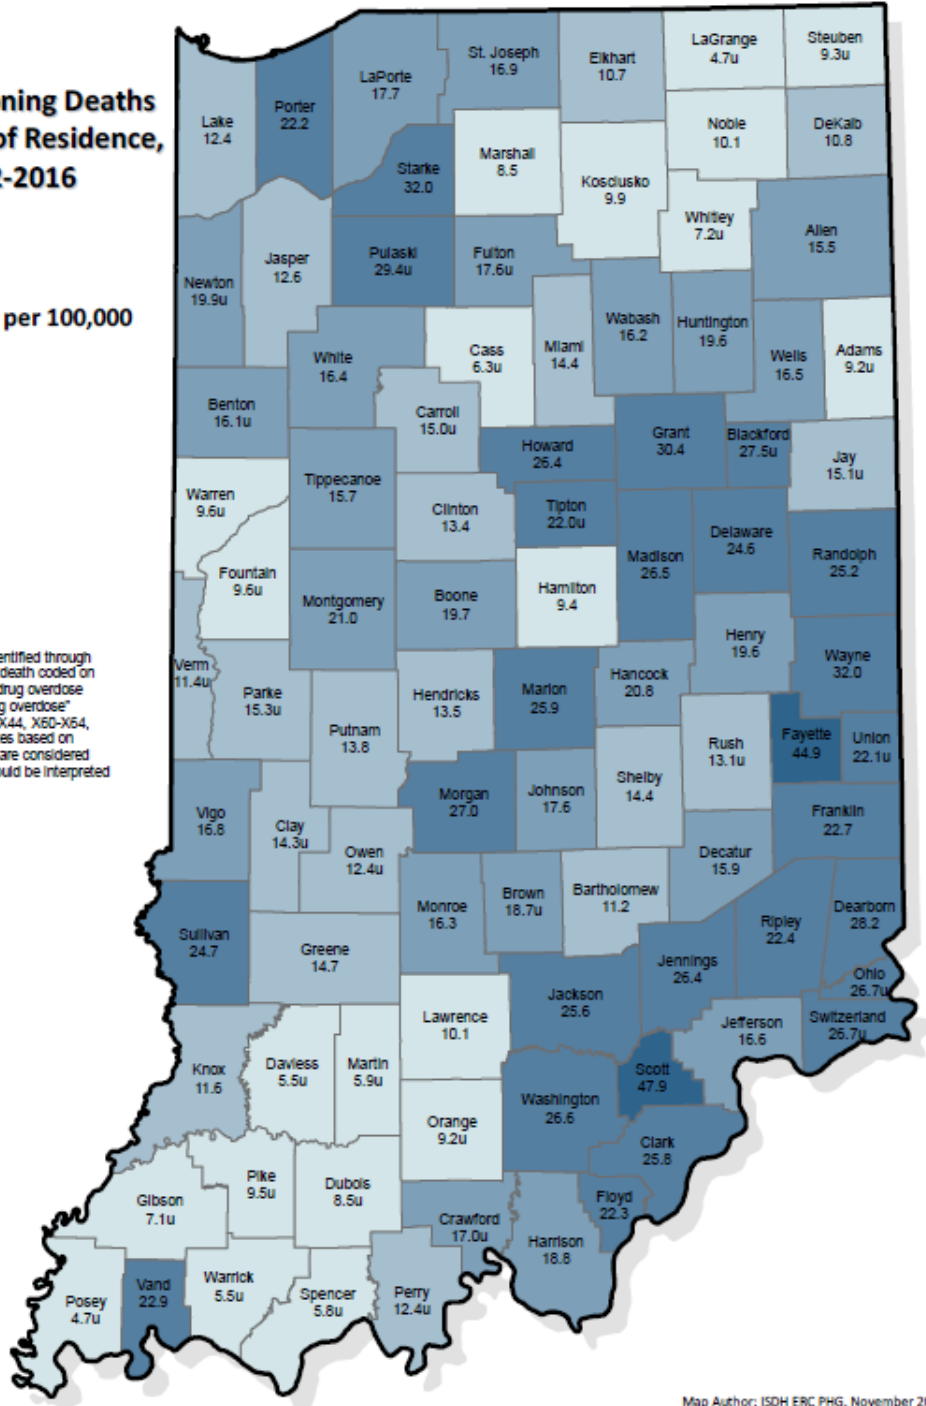 ning Deaths
of Residence,
2-2016
per 100,000
entified through
death coded on
drug overdose
g overdose"
X44, X60-X64,
es based on
are considered
uld be interpreted
Lake
12.4
Porter
22.2
LaPorte
17.7
St. Joseph
16.9
Elkhart
10.7
LaGrange
4.7u
Steuben
9.3u
Noble
10.1
DeKalb
10.8
Starke
32.0
Marshall
8.5
Kosciusko
9.9
Whitley
7.2u
Allen
15.5
Newton
19.9u
Jasper
12.6
Pulaski
29.4u
Fulton
17.6u
White
16.4
Cass
6.3u
Miami
14.4
Wabash
16.2
Huntington
19.6
Wells
16.5
Adams
9.2u
Benton
16.1u
Carroll
15.0u
Howard
26.4
Grant
30.4
Blackford
27.5u
Jay
15.1u
Warren
9.6u
Tippecanoe
15.7
Clinton
13.4
Tipton
22.0u
Madison
26.5
Delaware
24.6
Randolph
25.2
Fountain
9.6u
Montgomery
21.0
Boone
19.7
Hamilton
9.4
Henry
19.6
Wayne
32.0
Verm
11.4u
Parke
15.3u
Putnam
13.8
Hendricks
13.5
Marion
25.9
Hancock
20.8
Rush
13.1u
Fayette
44.9
Union
22.1u
Vigo
16.8
Clay
14.3u
Owen
12.4u
Morgan
27.0
Johnson
17.6
Shelby
14.4
Decatur
15.9
Franklin
22.7
Sullivan
24.7
Greene
14.7
Monroe
16.3
Brown
18.7u
Bartholomew
11.2
Jennings
26.4
Ripley
22.4
Dearborn
28.2
Ohio
26.7u
Switzerland
26.7u
Jefferson
16.6
Jackson
25.6
Lawrence
10.1
Knox
11.6
Daviess
5.5u
Martin
5.9u
Orange
9.2u
Washington
26.6
Scott
47.9
Clark
25.8
Floyd
22.3
Harrison
18.8
Crawford
17.0u
Gibson
7.1u
Pike
9.5u
Dubois
8.5u
Posey
4.7u
Vand
22.9
Warrick
5.5u
Spencer
5.8u
Perry
12.4u
Map Author: ISDH ERC PHG, November 20